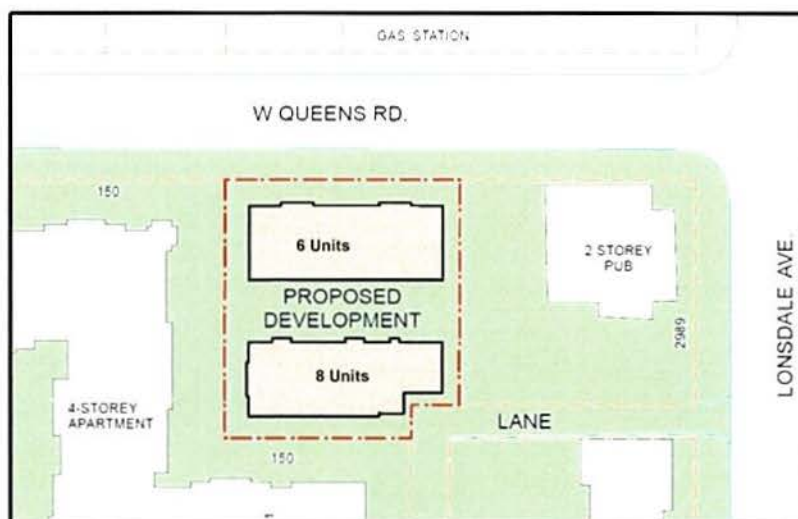 GAS STATION
W QUEENS RD.
150
6 Units
2 STOREY
PUB
PROPOSED
DEVELOPMENT
LONSDALE AVE.
2989
8 Units
4-STOREY
APARTMENT
LANE
150